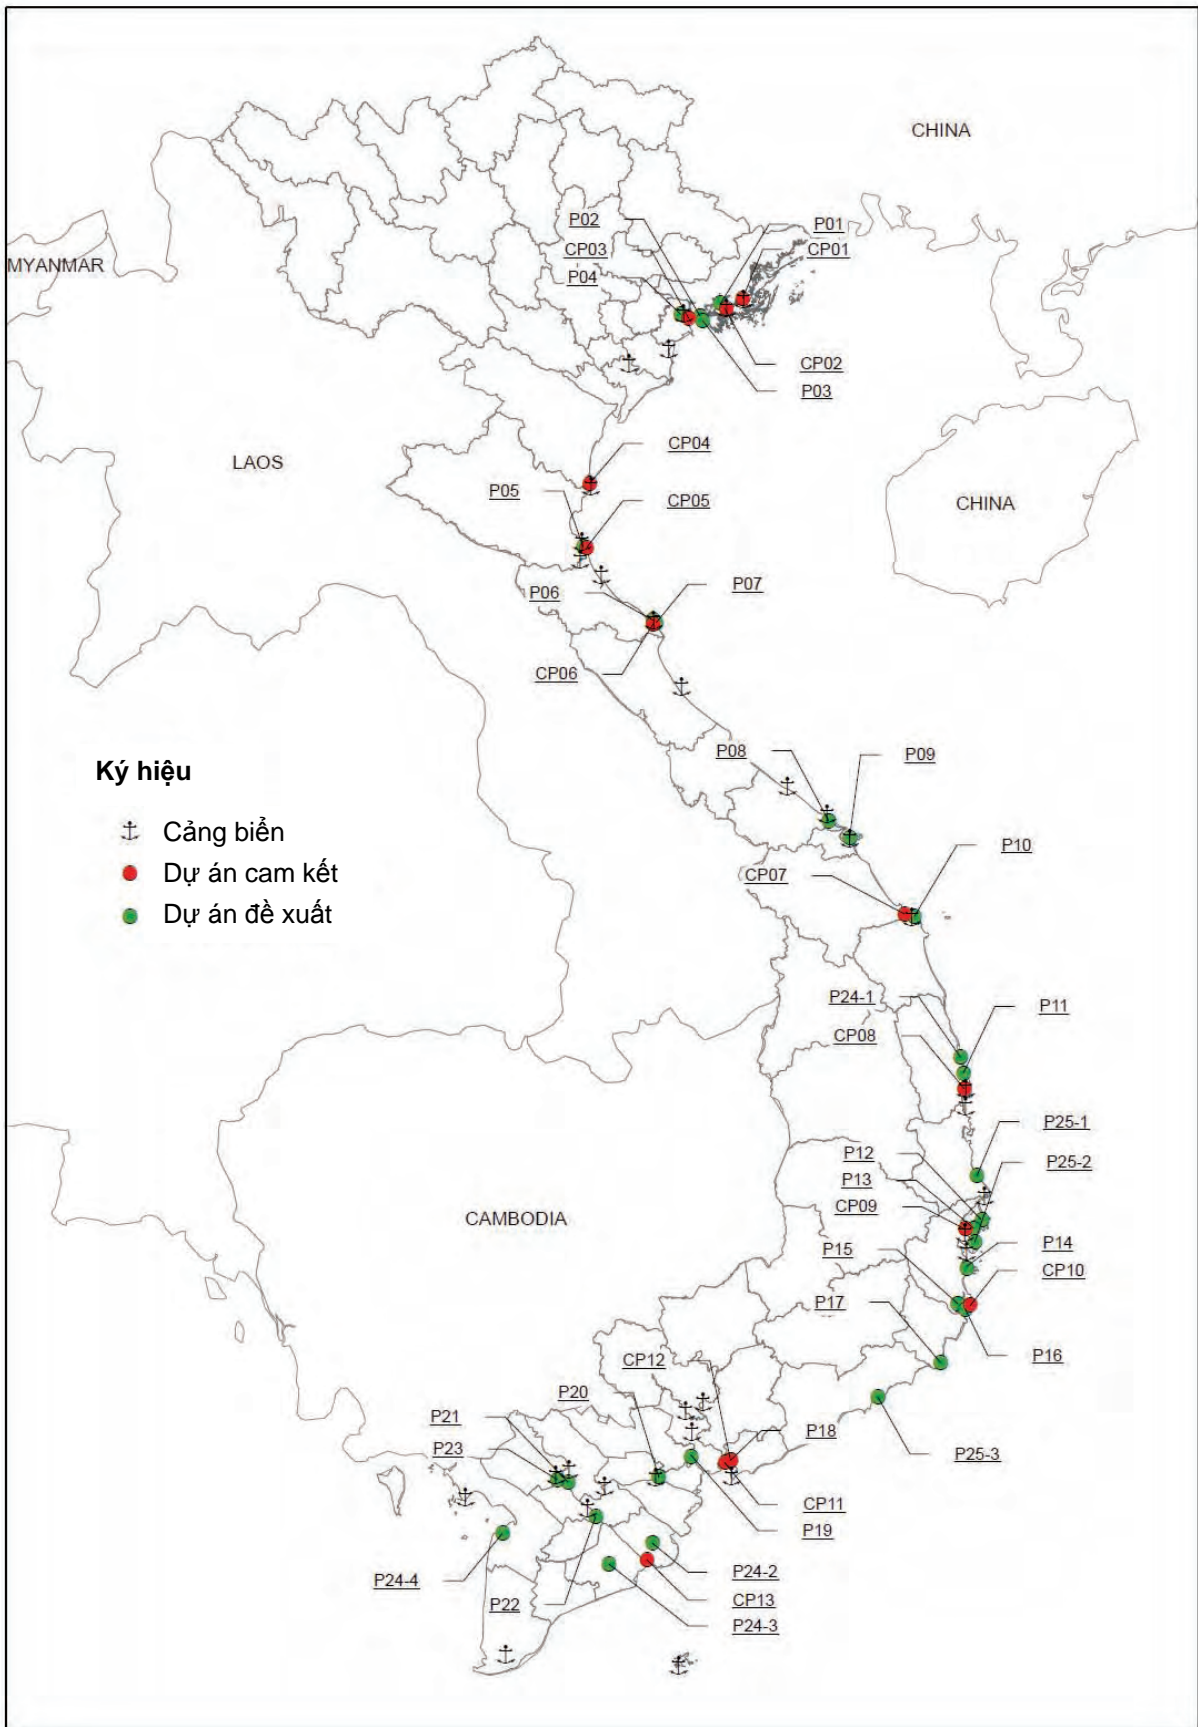 CHINA
P02
P01
CP03
CP01
MYANMAR
P04
CP02
P03
CP04
LAOS
P05
CP05
CHINA
P06
P07
CP06
P08
P09
Ký hiệu
Cảng biển
Dự án cam kết
Dự án đề xuất
P10
CP07
P24-1
P11
CP08
P25-1
P12
P25-2
P13
CP09
CAMBODIA
P15
P14
CP10
P17
P16
CP12
P20
P21
P18
P23
P25-3
CP11
P19
P24-4
P24-2
P22
CP13
P24-3